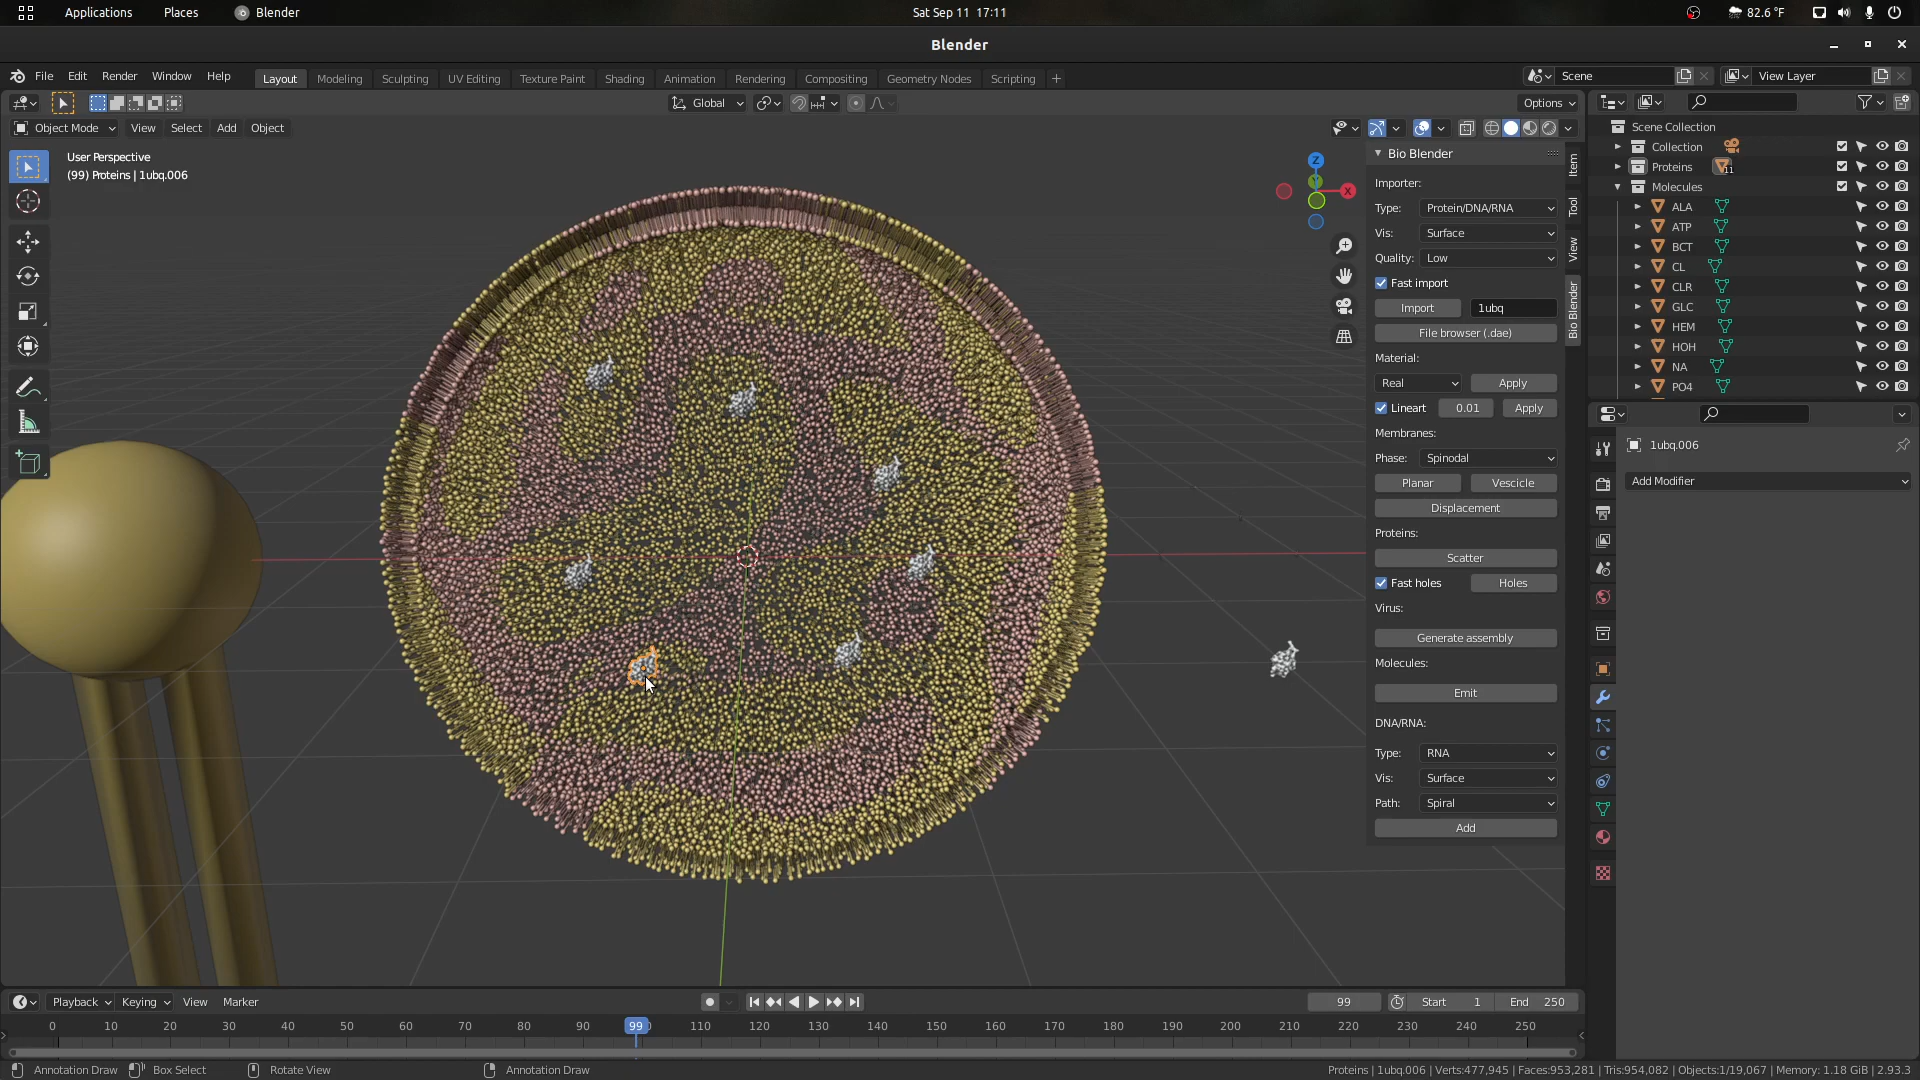 Applications Places Blender Sat Sep 11 17:11 82.6 °F
Blender
File Edit Render Window Help Layout Modeling Sculpting UV Editing Texture Paint Shading Animation Rendering Compositing Geometry Nodes Scripting + Scene View Layer
Global Options
Object Mode View Select Add Object
User Perspective
(99) Proteins | 1ubq.006
Z
Y
X
Bio Blender
Importer:
Type: Protein/DNA/RNA
Vis: Surface
Quality: Low
Fast import
Import 1ubq
File browser (.dae)
Material:
Real Apply
Lineart 0.01 Apply
Membranes:
Phase: Spinodal
Planar Vescicle
Displacement
Proteins:
Scatter
Fast holes Holes
Virus:
Generate assembly
Molecules:
Emit
DNA/RNA:
Type: RNA
Vis: Surface
Path: Spiral
Add
Item
Tool
View
Bio Blender
Scene Collection
Collection
Proteins 11
Molecules
ALA
ATP
BCT
CL
CLR
GLC
HEM
HOH
NA
PO4
1ubq.006
Add Modifier
Playback Keying View Marker 99 Start 1 End 250
0 10 20 30 40 50 60 70 80 90 99 110 120 130 140 150 160 170 180 190 200 210 220 230 240 250
Annotation Draw Box Select Rotate View Annotation Draw Proteins | 1ubq.006 | Verts:477,945 | Faces:953,281 | Tris:954,082 | Objects:1/19,067 | Memory: 1.18 GiB | 2.93.3